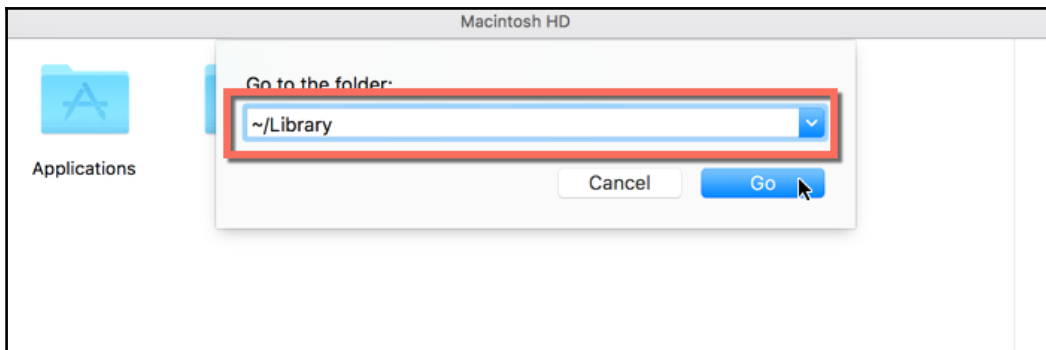 Macintosh HD
Go to the folder:
~/Library
Applications
Cancel
Go